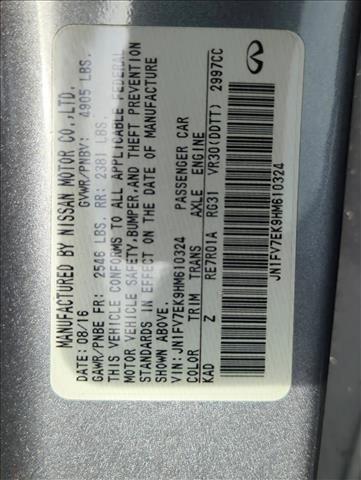 MANUFACTURED BY NISSAN MOTOR CO.,LTD.
DATE: 08/16 GVWR/PNBV: 4905 LBS.
GAWR/PNBE FR: 2546 LBS. RR: 2381 LBS.
THIS VEHICLE CONFORMS TO ALL APPLICABLE FEDERAL
MOTOR VEHICLE SAFETY,BUMPER,AND THEFT PREVENTION
STANDARDS IN EFFECT ON THE DATE OF MANUFACTURE
SHOWN ABOVE.
VIN: JN1FV7EK9HM610324 PASSENGER CAR
COLOR TRIM TRANS AXLE ENGINE
KAD Z RE7R01A RG31 VR30(DDTT) 2997CC
JN1FV7EK9HM610324